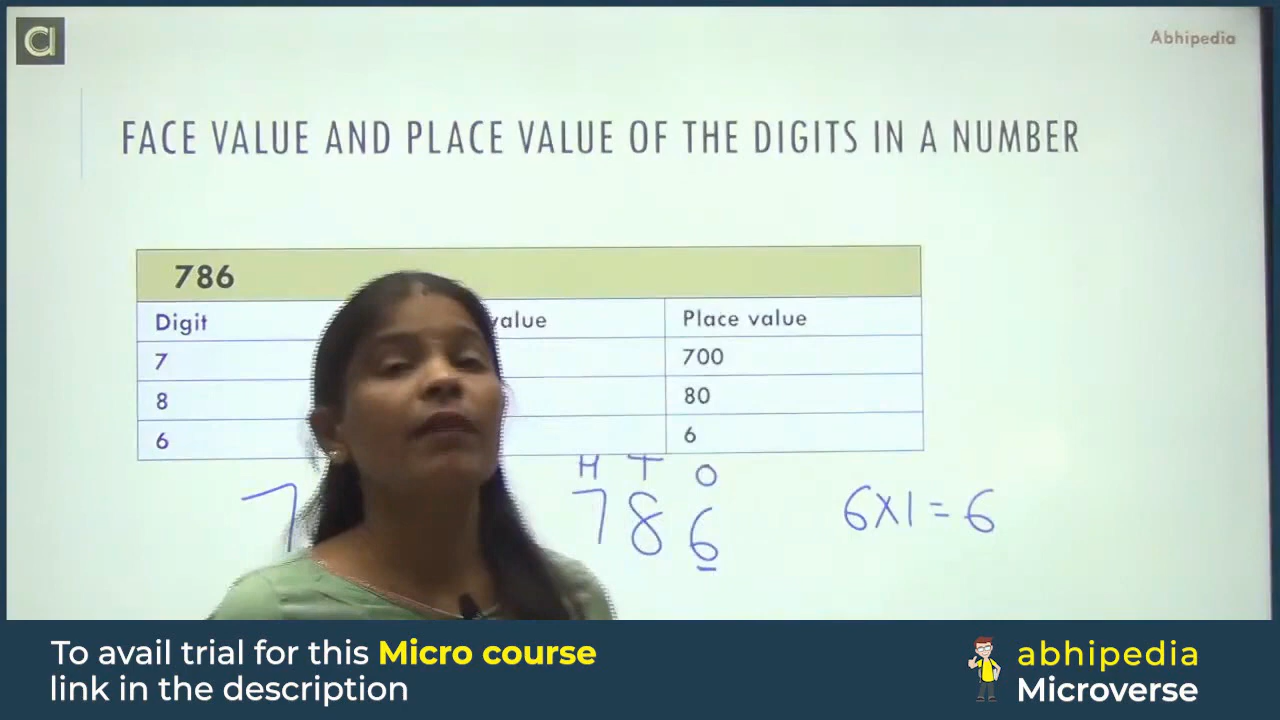 a
Abhipedia
FACE VALUE AND PLACE VALUE OF THE DIGITS IN A NUMBER
786
Digit value Place value
7 700
8 80
6 6
H T O
7 786 6x1=6
To avail trial for this Micro course
link in the description
abhipedia
Microverse